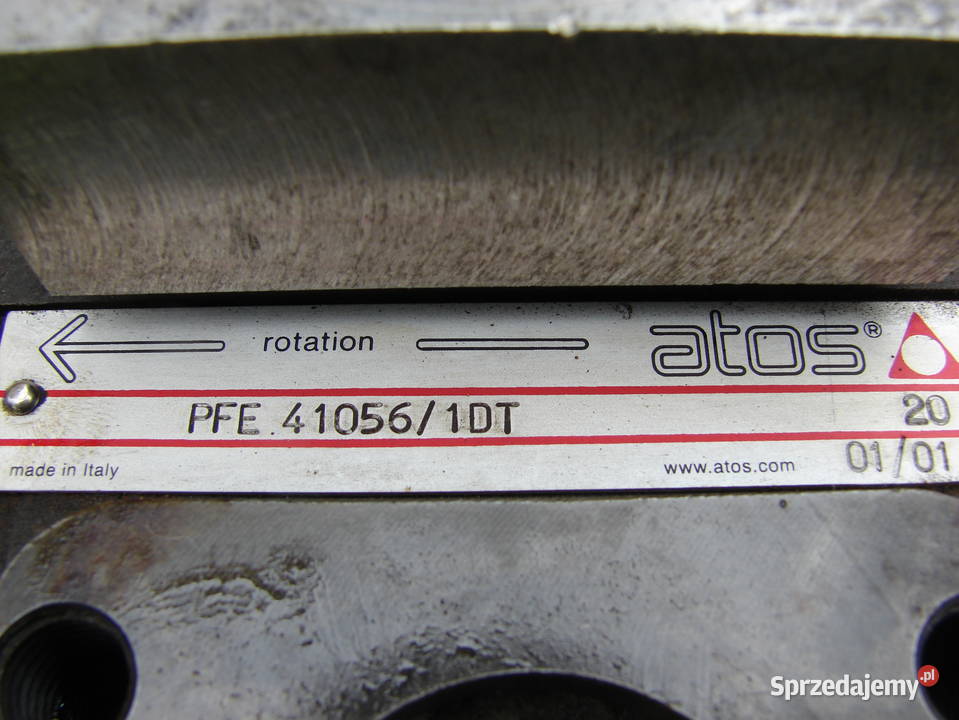 rotation atos®
PFE 41056/1DT 20
made in Italy www.atos.com 01/01
Sprzedajemy.pl